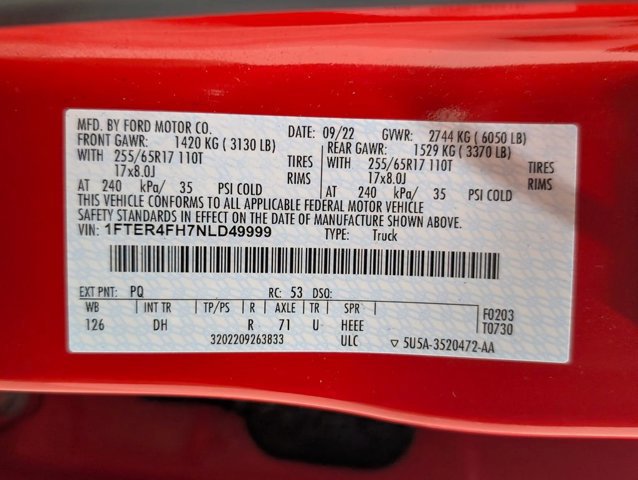 MFD. BY FORD MOTOR CO. DATE: 09/22 GVWR: 2744 KG ( 6050 LB)
FRONT GAWR: 1420 KG ( 3130 LB) REAR GAWR: 1529 KG ( 3370 LB)
WITH 255/65R17 110T TIRES WITH 255/65R17 110T TIRES
17x8.0J RIMS 17x8.0J RIMS
AT 240 kPa/ 35 PSI COLD AT 240 kPa/ 35 PSI COLD
THIS VEHICLE CONFORMS TO ALL APPLICABLE FEDERAL MOTOR VEHICLE
SAFETY STANDARDS IN EFFECT ON THE DATE OF MANUFACTURE SHOWN ABOVE.
VIN: 1FTER4FH7NLD49999 TYPE: Truck
EXT PNT: PQ RC: 53 DSO:
WB INT TR TP/PS R AXLE TR SPR F0203
126 DH R 71 U HEEE T0730
3202209263833 ULC ▽ 5U5A-3520472-AA